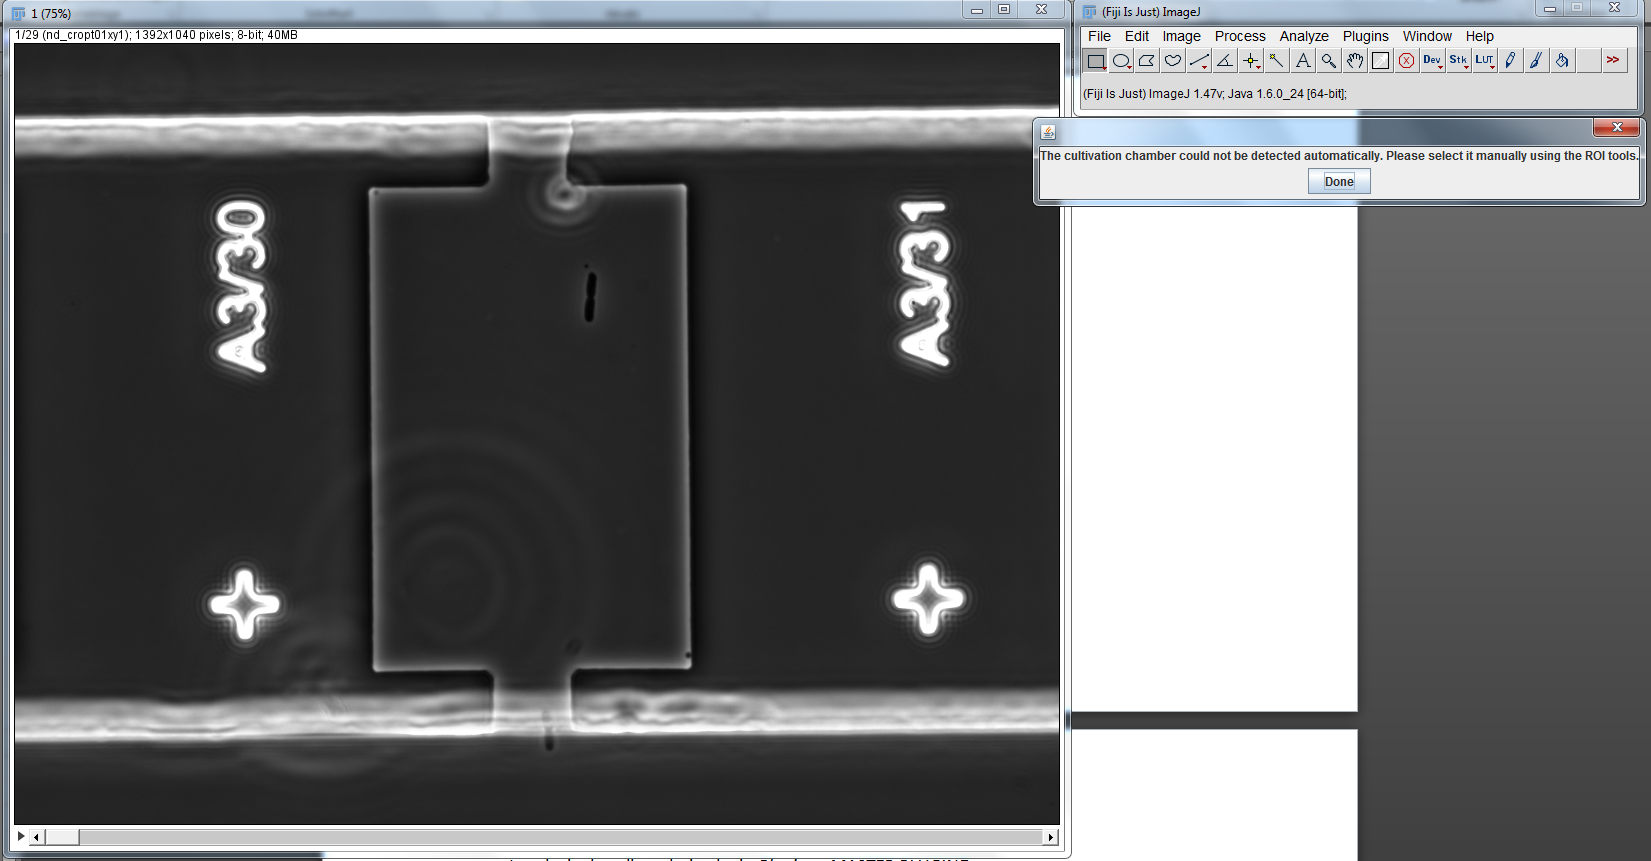 1 (75%)
1/29 (nd_cropt01xy1); 1392x1040 pixels; 8-bit; 40MB
A3/30
A3/31
(Fiji Is Just) ImageJ
File Edit Image Process Analyze Plugins Window Help
A Dev Stk LUT >>
(Fiji Is Just) ImageJ 1.47v; Java 1.6.0_24 [64-bit];
The cultivation chamber could not be detected automatically. Please select it manually using the ROI tools.
Done